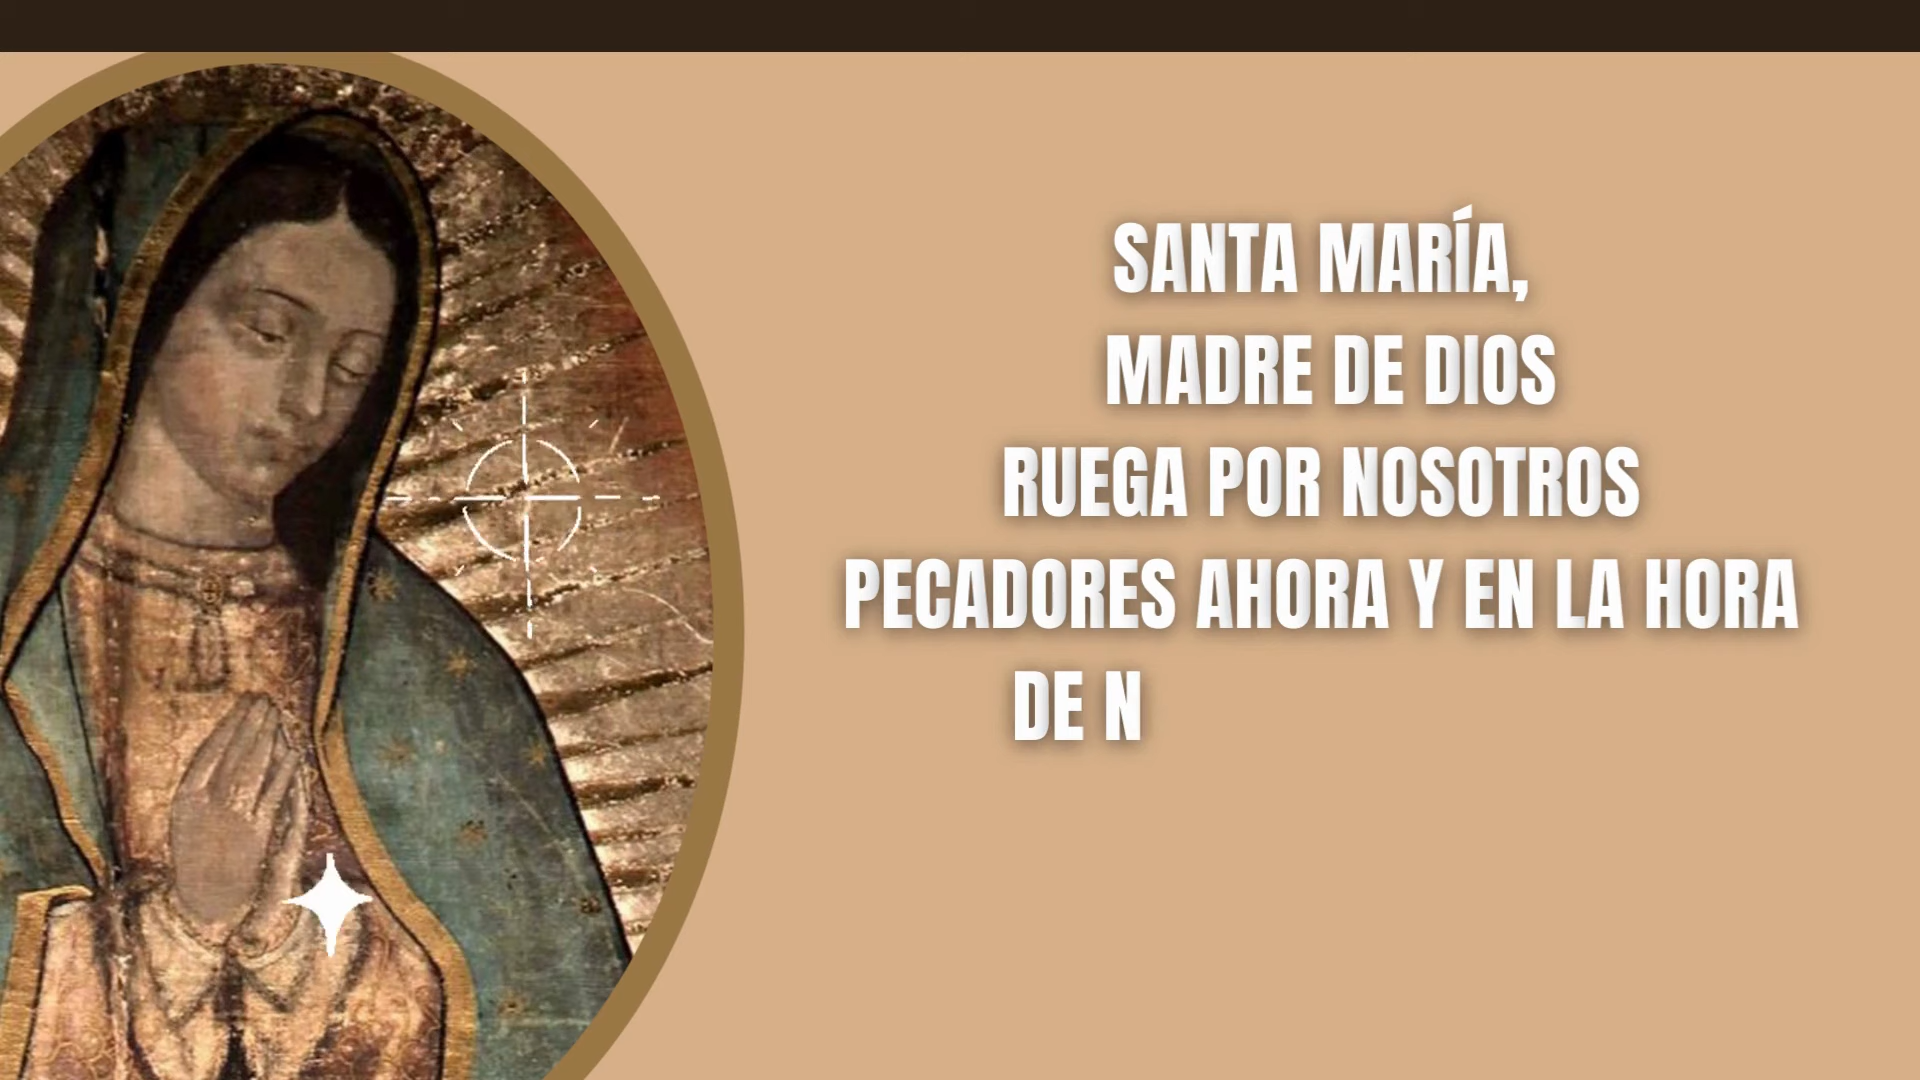 SANTA MARÍA,
MADRE DE DIOS
RUEGA POR NOSOTROS
PECADORES AHORA Y EN LA HORA
DE N